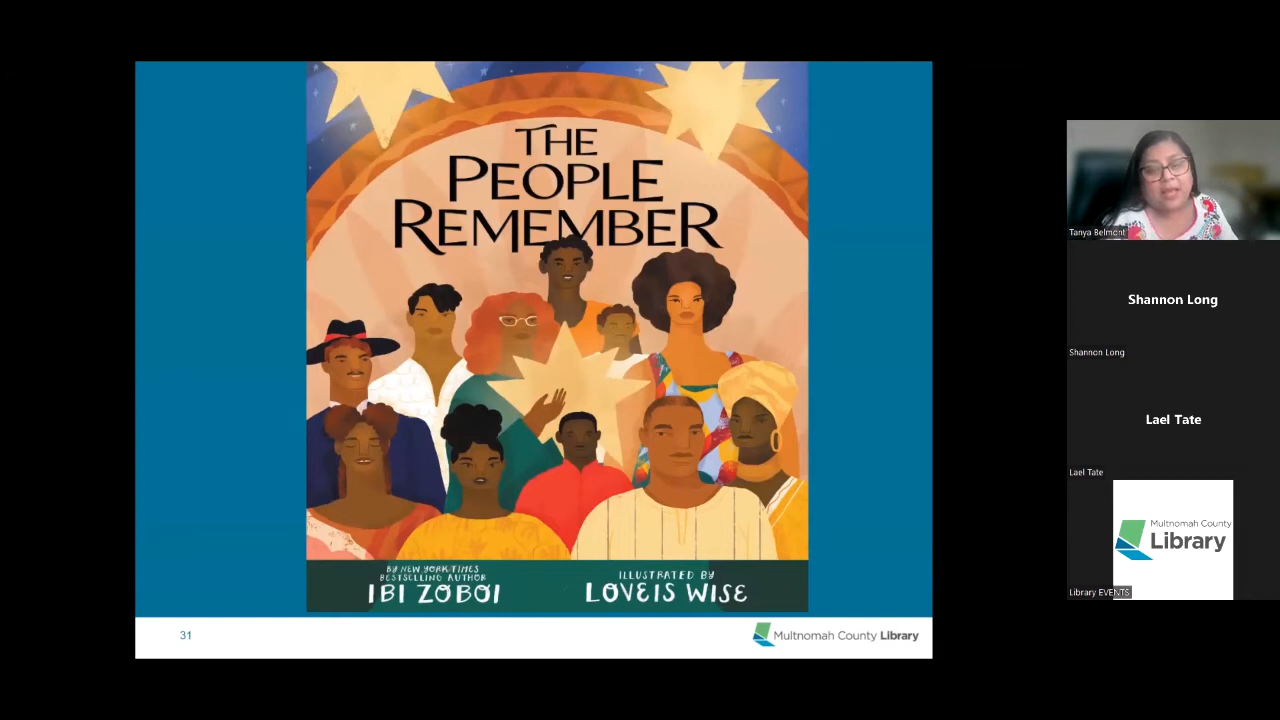 THE
PEOPLE
REMEMBER
BY NEW YORK TIMES
BESTSELLING AUTHOR
IBI ZOBOI
ILLUSTRATED BY
LOVEIS WISE
31
Multnomah County Library
Tanya Belmont
Shannon Long
Shannon Long
Lael Tate
Lael Tate
Multnomah County
Library
Library EVENTS